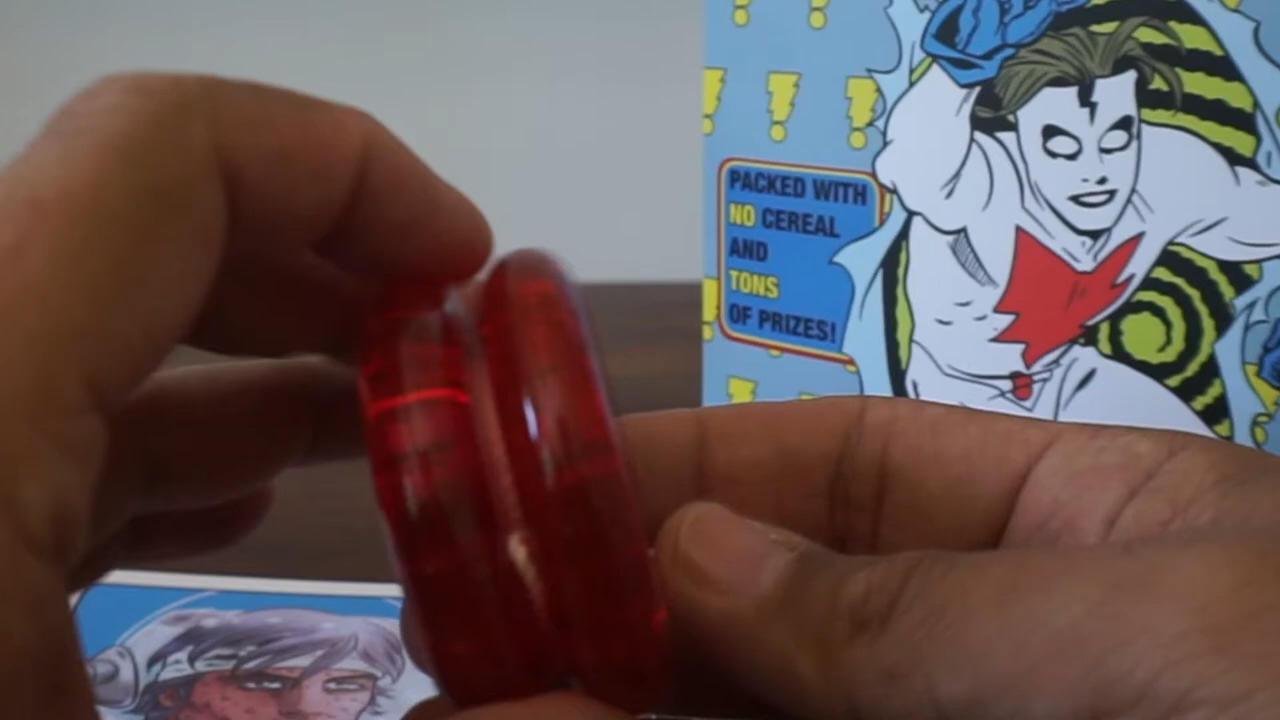 PACKED WITH
NO CEREAL
AND
TONS
OF PRIZES!